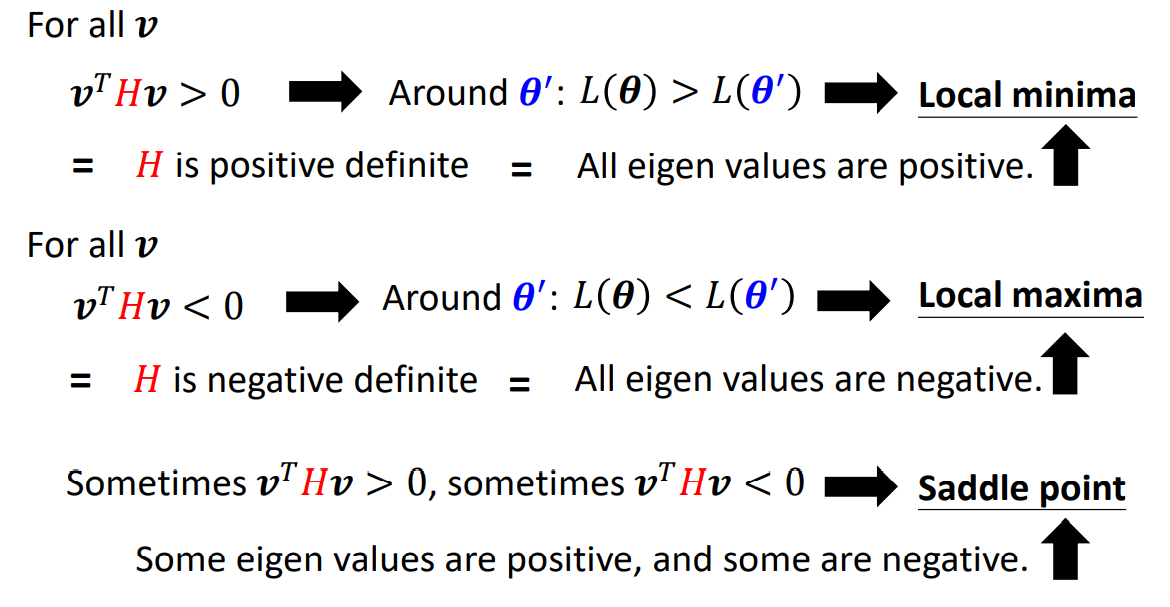 For all 𝒗
𝒗ᵀH𝒗 > 0 ➡ Around 𝜽′: L(𝜽) > L(𝜽′) ➡ Local minima
= H is positive definite = All eigen values are positive.
For all 𝒗
𝒗ᵀH𝒗 < 0 ➡ Around 𝜽′: L(𝜽) < L(𝜽′) ➡ Local maxima
= H is negative definite = All eigen values are negative.
Sometimes 𝒗ᵀH𝒗 > 0, sometimes 𝒗ᵀH𝒗 < 0 ➡ Saddle point
Some eigen values are positive, and some are negative.